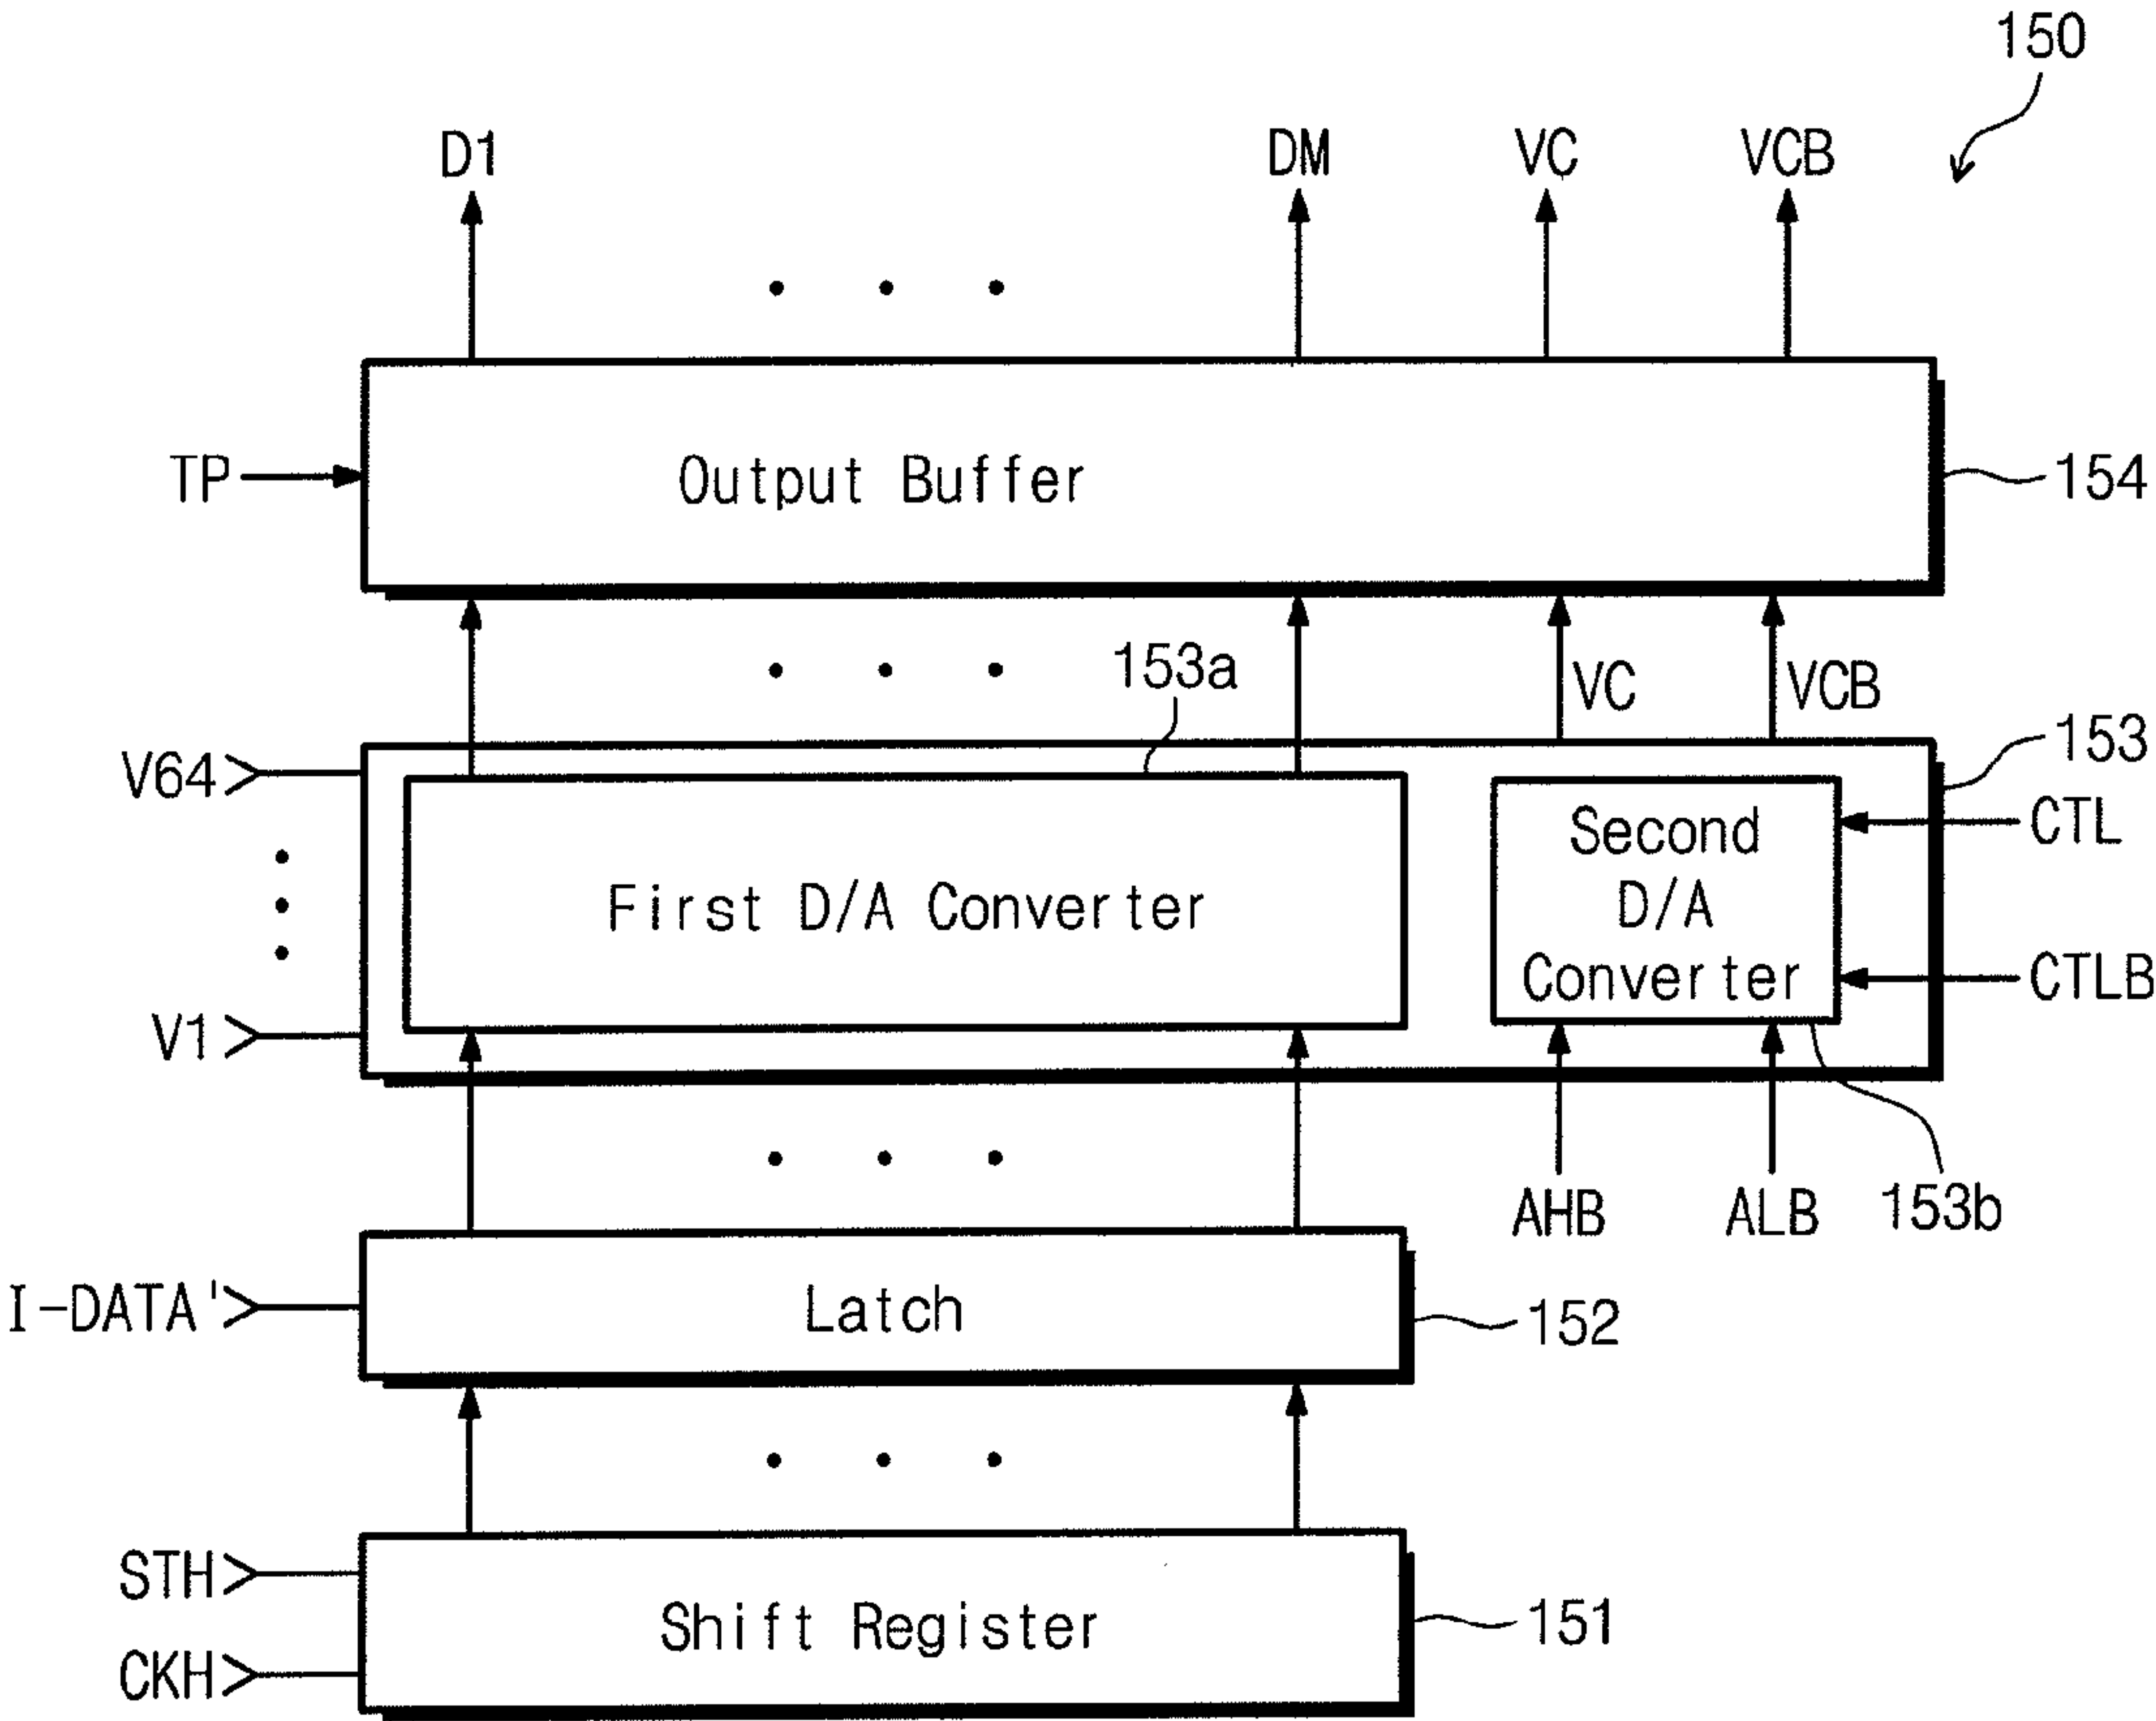 150
D1 DM VC VCB
TP
Output Buffer
154
153a
VC VCB
153
V64
V1
First D/A Converter
Second
D/A
Converter
CTL
CTLB
AHB ALB 153b
I-DATA'
Latch
152
STH
CKH
Shift Register
151